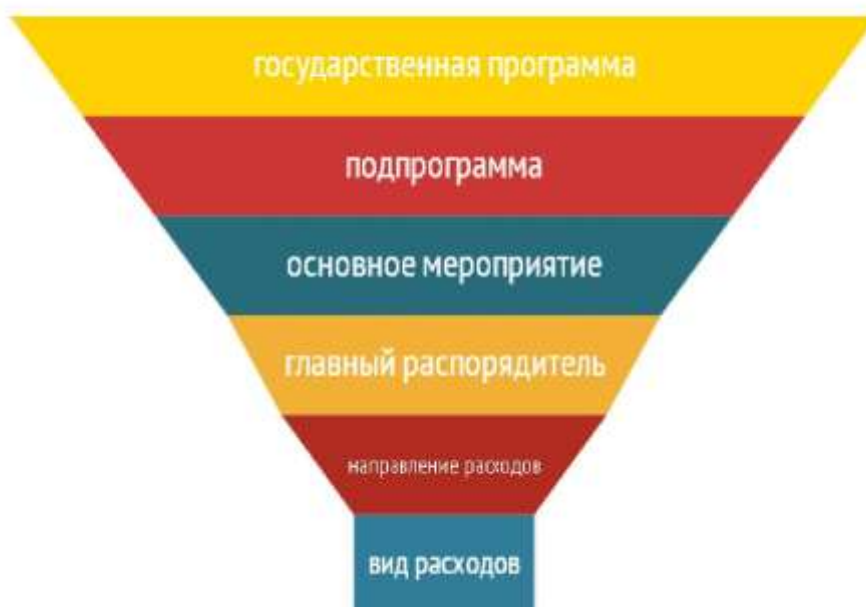 государственная программа
подпрограмма
основное мероприятие
главный распорядитель
направление расходов
вид расходов